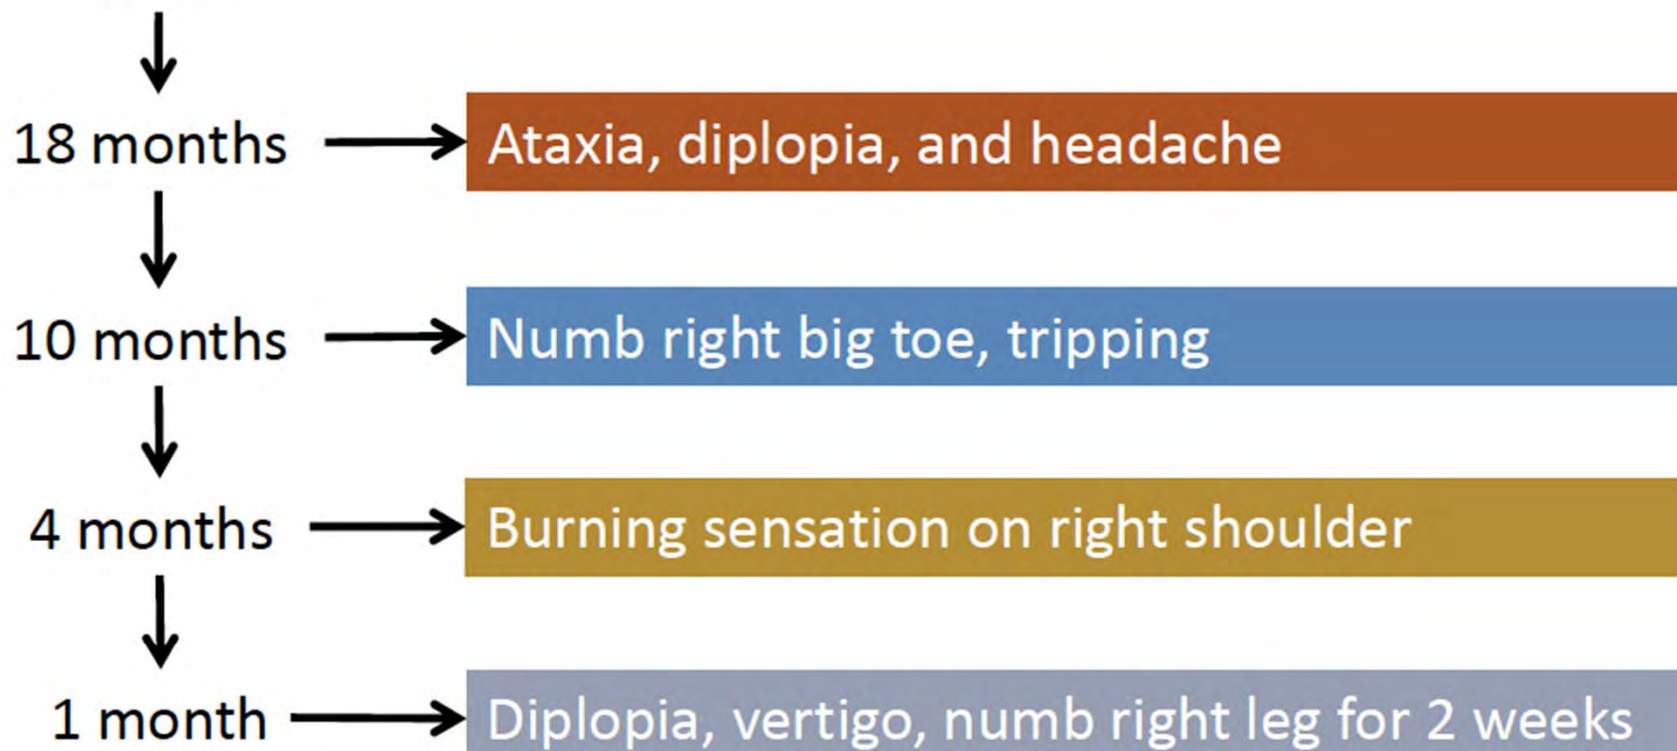 18 months
Ataxia, diplopia, and headache
10 months
Numb right big toe, tripping
4 months
Burning sensation on right shoulder
1 month
Diplopia, vertigo, numb right leg for 2 weeks